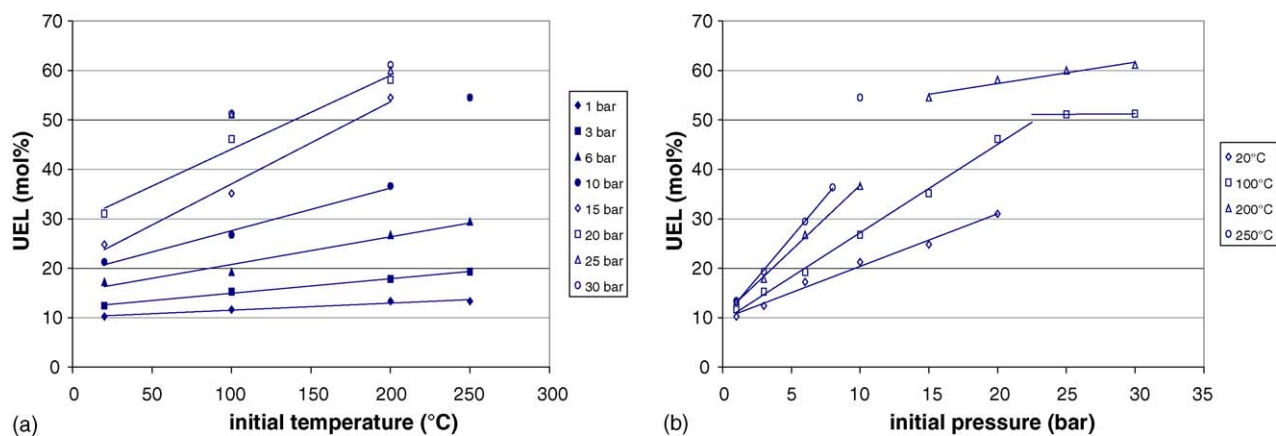 70
60
50
40
30
20
10
0
UEL (mol%)
0 50 100 150 200 250 300
initial temperature (°C)
(a)
1 bar
3 bar
6 bar
10 bar
15 bar
20 bar
25 bar
30 bar
70
60
50
40
30
20
10
0
UEL (mol%)
0 5 10 15 20 25 30 35
initial pressure (bar)
(b)
20°C
100°C
200°C
250°C